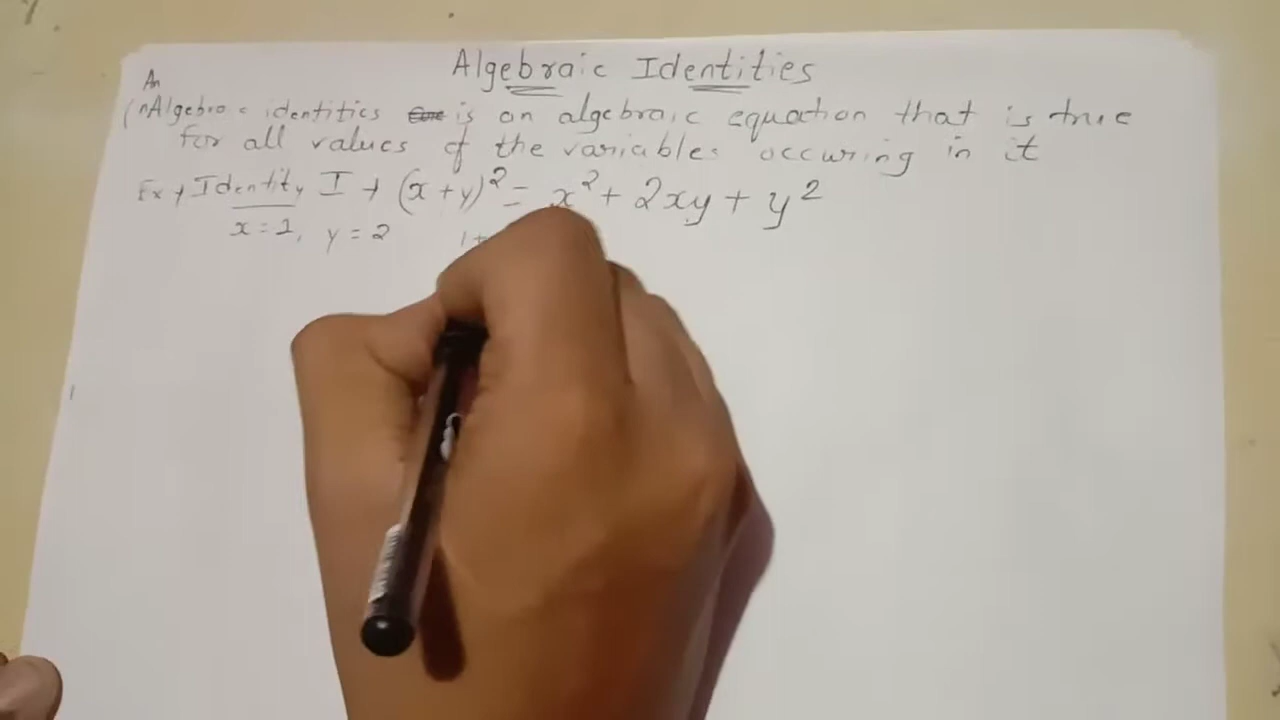 Algebraic Identities
An
Algebraic identities is an algebraic equation that is true
for all values of the variables occuring in it
Ex → Identity I → (x + y)² = x² + 2xy + y²
x = 1, y = 2 1+